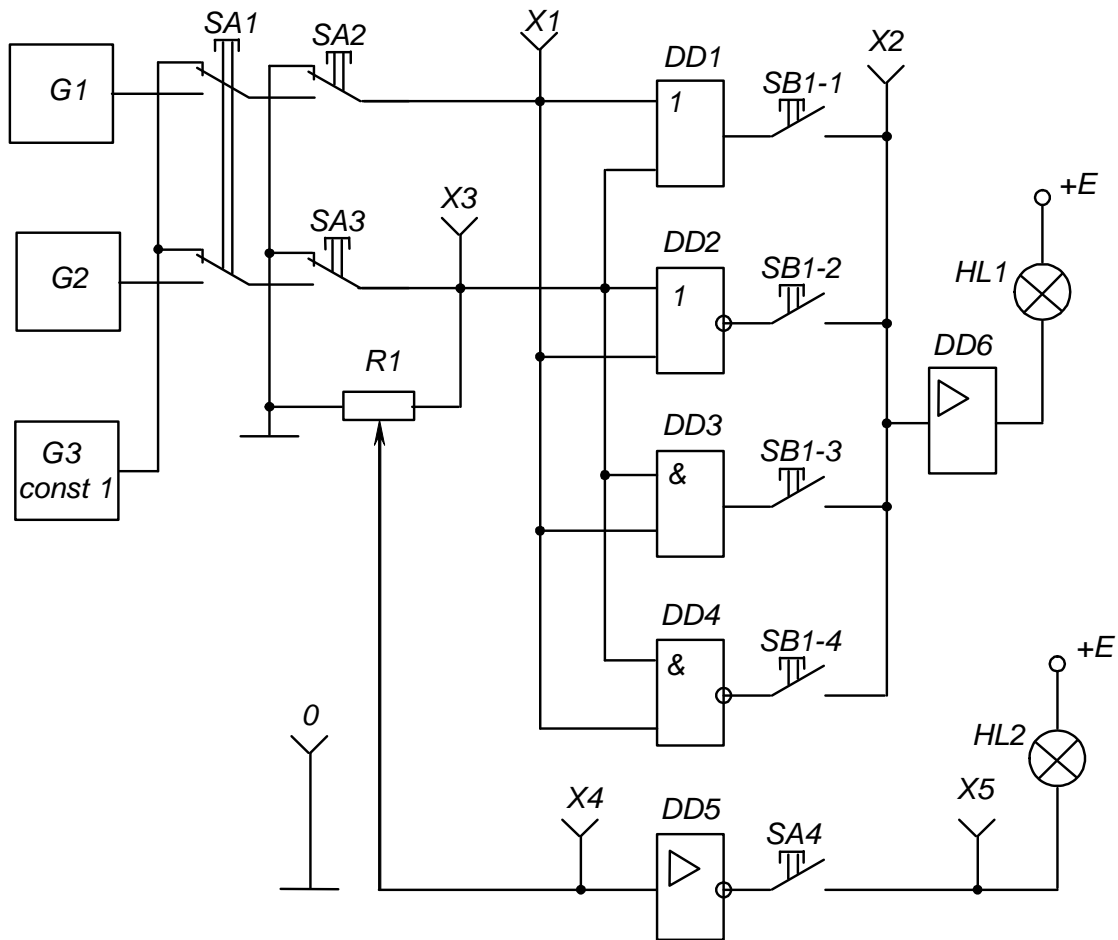 SA1
SA2
X1
DD1
X2
G1
1
SB1-1
+E
SA3
X3
DD2
G2
1
SB1-2
HL1
R1
DD6
DD3
G3
const 1
&
SB1-3
DD4
&
SB1-4
+E
0
HL2
X4
DD5
SA4
X5